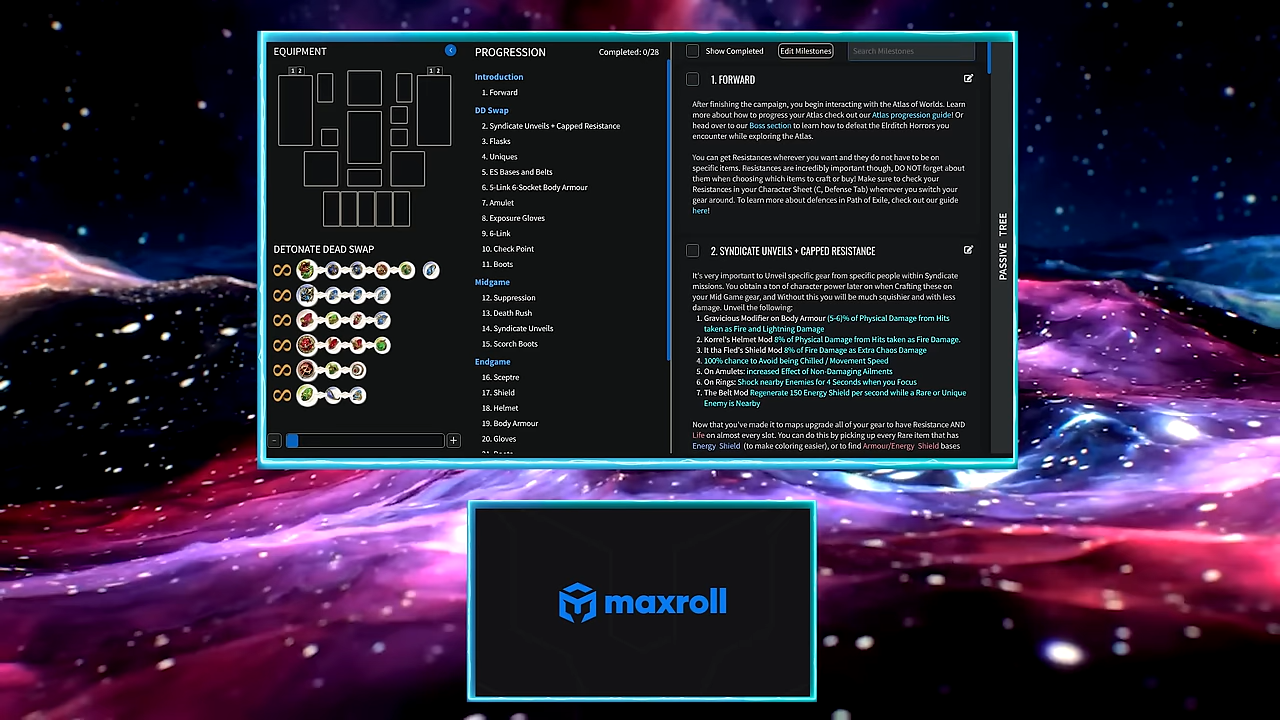 EQUIPMENT
1 2
1 2
DETONATE DEAD SWAP
PROGRESSION
Completed: 0/28
Introduction
1. Forward
DD Swap
2. Syndicate Unveils + Capped Resistance
3. Flasks
4. Uniques
5. ES Bases and Belts
6. 5-Link 6-Socket Body Armour
7. Amulet
8. Exposure Gloves
9. 6-Link
10. Check Point
11. Boots
Midgame
12. Suppression
13. Death Rush
14. Syndicate Unveils
15. Scorch Boots
Endgame
16. Sceptre
17. Shield
18. Helmet
19. Body Armour
20. Gloves
Show Completed
Edit Milestones
Search Milestones
1. FORWARD
After finishing the campaign, you begin interacting with the Atlas of Worlds. Learn
more about how to progress your Atlas check out our Atlas progression guide! Or
head over to our Boss section to learn how to defeat the Elrditch Horrors you
encounter while exploring the Atlas.
You can get Resistances wherever you want and they do not have to be on
specific items. Resistances are incredibly important though, DO NOT forget about
them when choosing which items to craft or buy! Make sure to check your
Resistances in your Character Sheet (C, Defense Tab) whenever you switch your
gear around. To learn more about defences in Path of Exile, check out our guide
here!
2. SYNDICATE UNVEILS + CAPPED RESISTANCE
It's very important to Unveil specific gear from specific people within Syndicate
missions. You obtain a ton of character power later on when Crafting these on
your Mid Game gear, and Without this you will be much squishier and with less
damage. Unveil the following:
1. Gravicious Modifier on Body Armour (5-6)% of Physical Damage from Hits
taken as Fire and Lightning Damage
2. Korrel's Helmet Mod 8% of Physical Damage from Hits taken as Fire Damage.
3. It tha Fled's Shield Mod 8% of Fire Damage as Extra Chaos Damage
4. 100% chance to Avoid being Chilled / Movement Speed
5. On Amulets: increased Effect of Non-Damaging Ailments
6. On Rings: Shock nearby Enemies for 4 Seconds when you Focus
7. The Belt Mod Regenerate 150 Energy Shield per second while a Rare or Unique
Enemy is Nearby
Now that you've made it to maps upgrade all of your gear to have Resistance AND
Life on almost every slot. You can do this by picking up every Rare item that has
Energy Shield (to make coloring easier), or to find Armour/Energy Shield bases
PASSIVE TREE
maxroll